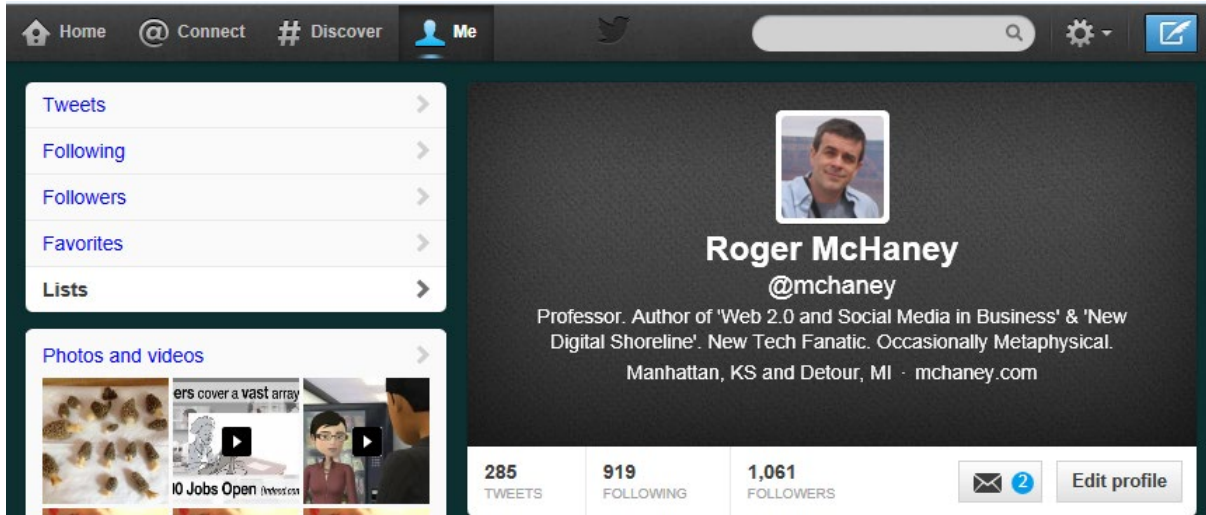 Home
@ Connect
# Discover
Me
Tweets
Following
Followers
Favorites
Lists
Photos and videos
ers cover a vast array
0 Jobs Open (indeed.com
Roger McHaney
@mchaney
Professor. Author of 'Web 2.0 and Social Media in Business' & 'New
Digital Shoreline'. New Tech Fanatic. Occasionally Metaphysical.
Manhattan, KS and Detour, MI · mchaney.com
285
TWEETS
919
FOLLOWING
1,061
FOLLOWERS
2
Edit profile